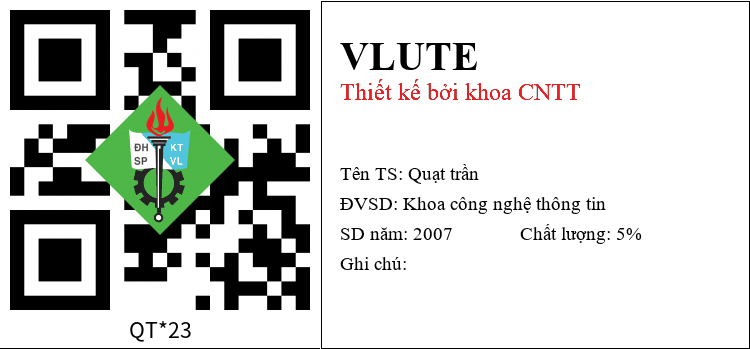 ĐH KT
SP VL
QT*23
VLUTE
Thiết kế bởi khoa CNTT
Tên TS: Quạt trần
ĐVSD: Khoa công nghệ thông tin
SD năm: 2007 Chất lượng: 5%
Ghi chú: